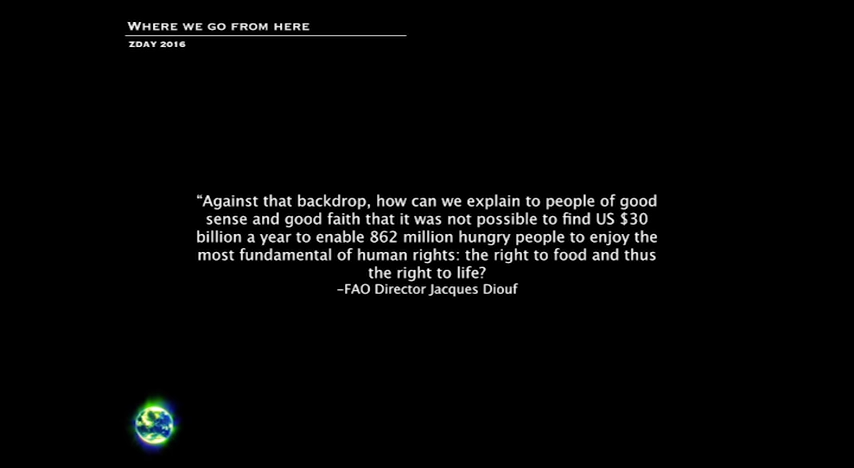 WHERE WE GO FROM HERE
ZDAY 2016
“Against that backdrop, how can we explain to people of good
sense and good faith that it was not possible to find US $30
billion a year to enable 862 million hungry people to enjoy the
most fundamental of human rights: the right to food and thus
the right to life?
–FAO Director Jacques Diouf